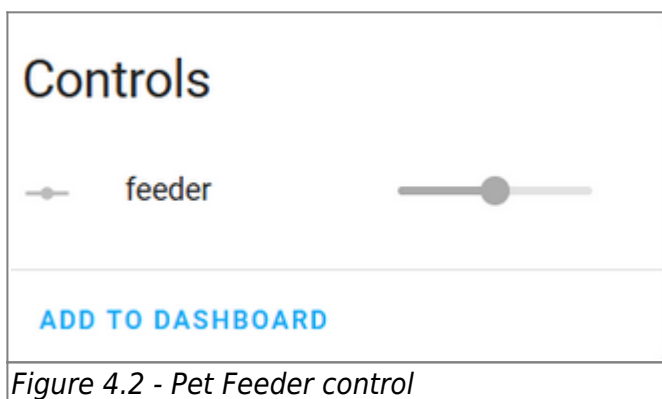 Controls
feeder
ADD TO DASHBOARD
Figure 4.2 - Pet Feeder control